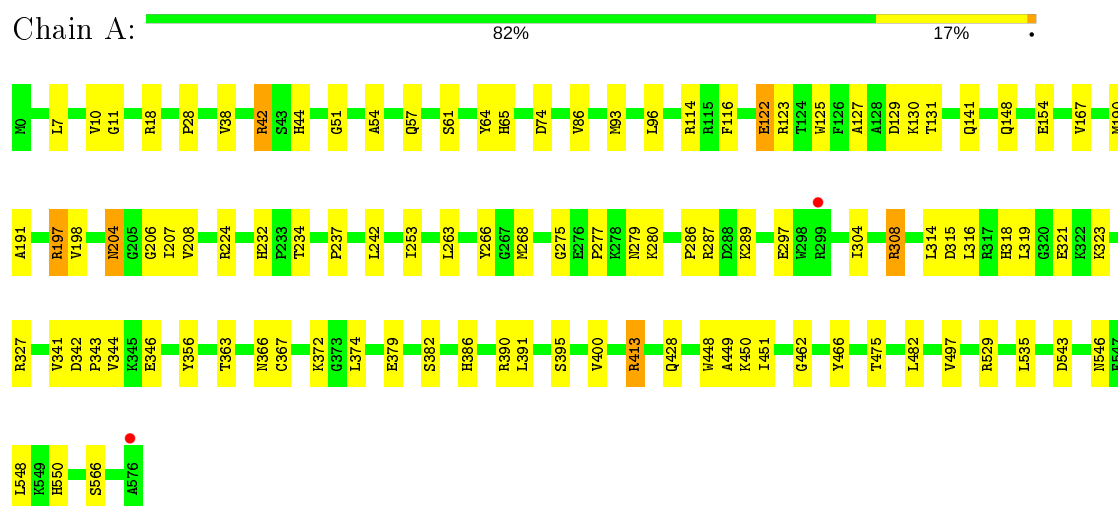 Chain A:
82% 17%
M0 L7 V10 G11 R18 P28 V38 R42 S43 H44 G51 A54 Q57 S61 Y64 H65 D74 V86 M93 L96 R114 R115 F116 E122 R123 T124 W125 F126 A127 A128 D129 K130 T131 Q141 Q148 E154 V167
A191 R197 V198 N204 G205 G206 I207 V208 R224 H232 P233 T234 P237 L242 I253 L263 Y266 G267 M268 G275 E276 P277 K278 N279 K280 P286 R287 D288 K289 E297 W298 R299 I304 R308 L314 D315 L316 R317 H318 L319 G320 E321 K322 K323
R327 V341 D342 P343 V344 K345 E346 Y356 T363 N366 C367 K372 G373 L374 E379 S382 H386 R390 L391 S395 V400 R413 Q428 W448 A449 K450 I451 G462 Y466 T475 L482 V497 R529 L535 D543 N546
L548 K549 H550 S566 A576